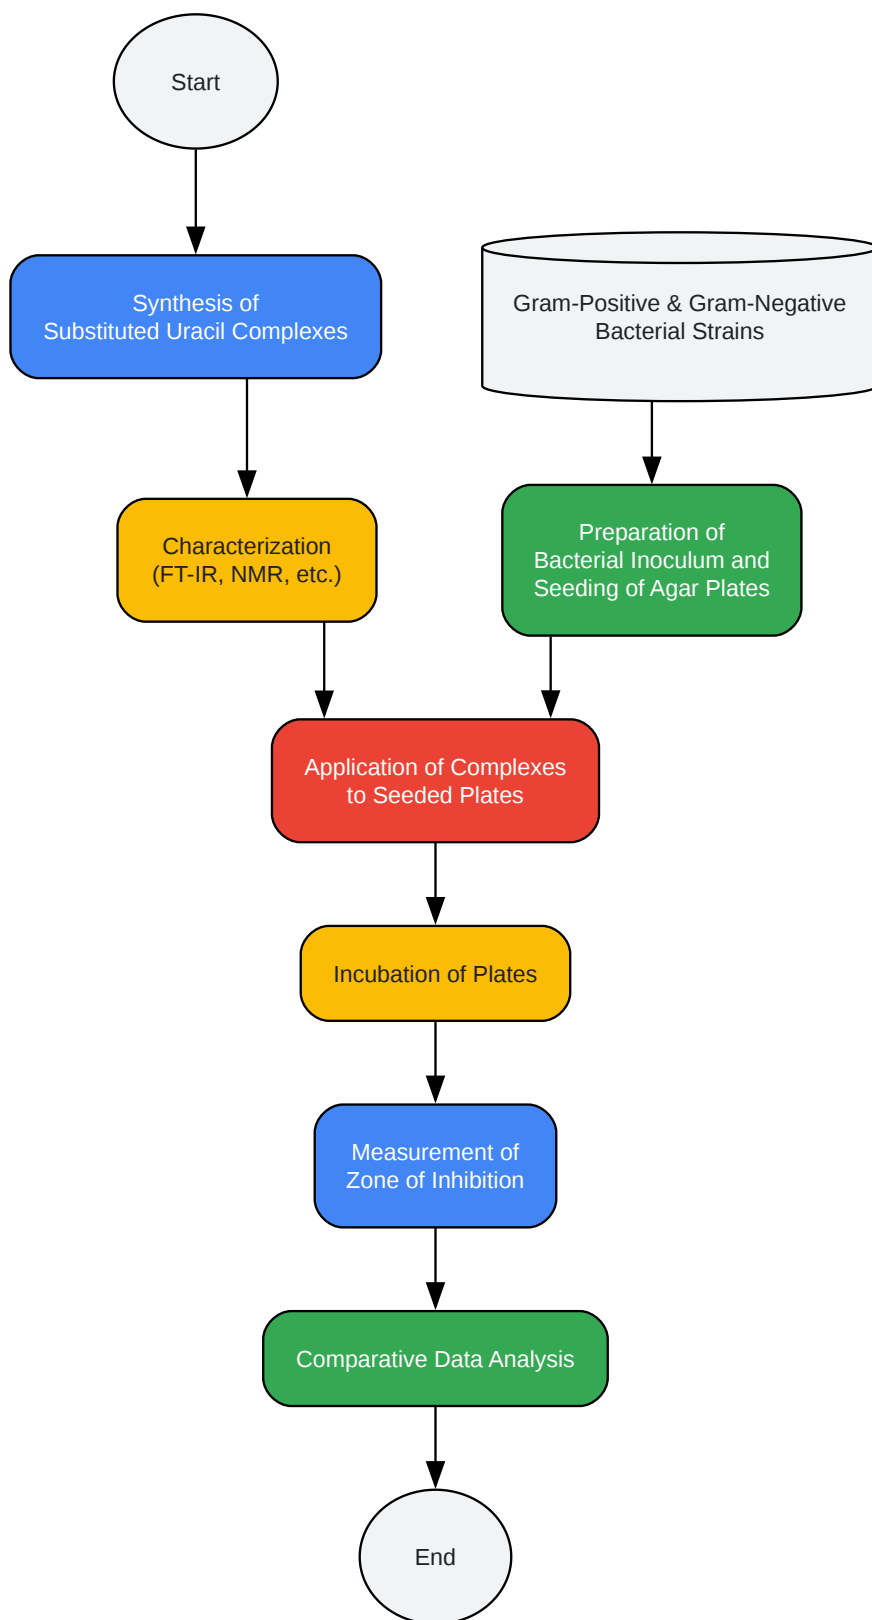 Start
Synthesis of
Substituted Uracil Complexes
Gram-Positive & Gram-Negative
Bacterial Strains
Characterization
(FT-IR, NMR, etc.)
Preparation of
Bacterial Inoculum and
Seeding of Agar Plates
Application of Complexes
to Seeded Plates
Incubation of Plates
Measurement of
Zone of Inhibition
Comparative Data Analysis
End